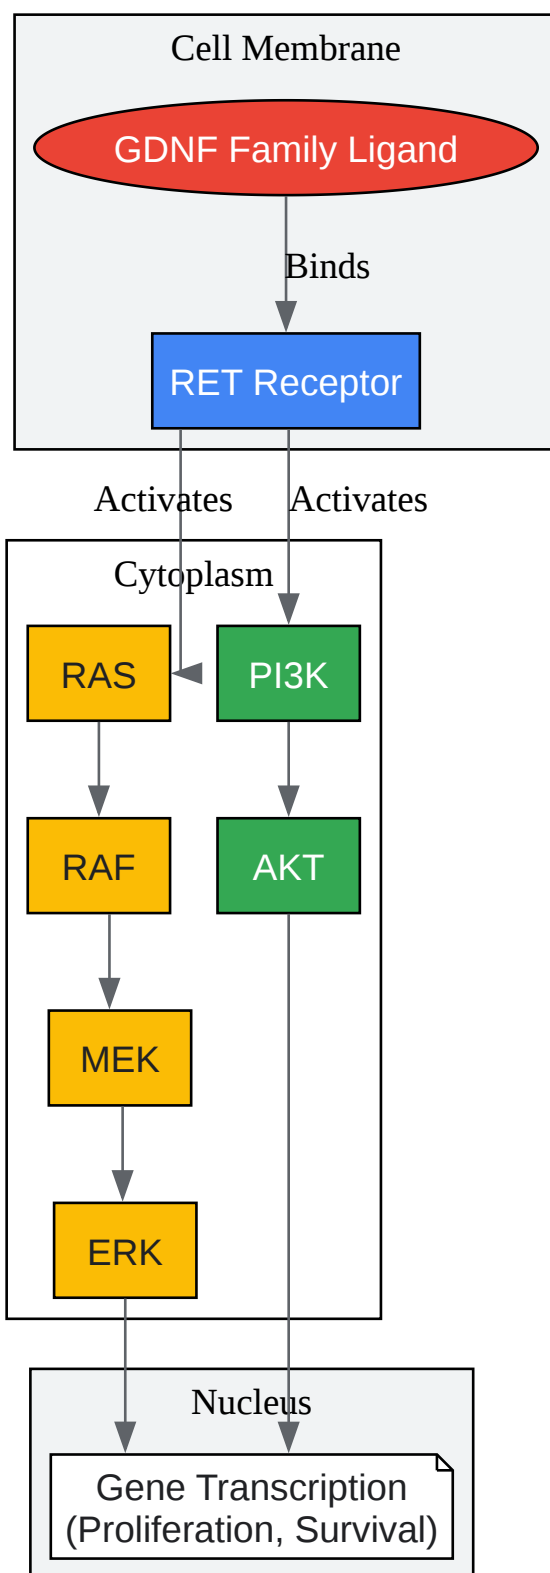 Cell Membrane
GDNF Family Ligand
Binds
RET Receptor
Activates
Activates
Cytoplasm
RAS
PI3K
RAF
AKT
MEK
ERK
Nucleus
Gene Transcription
(Proliferation, Survival)